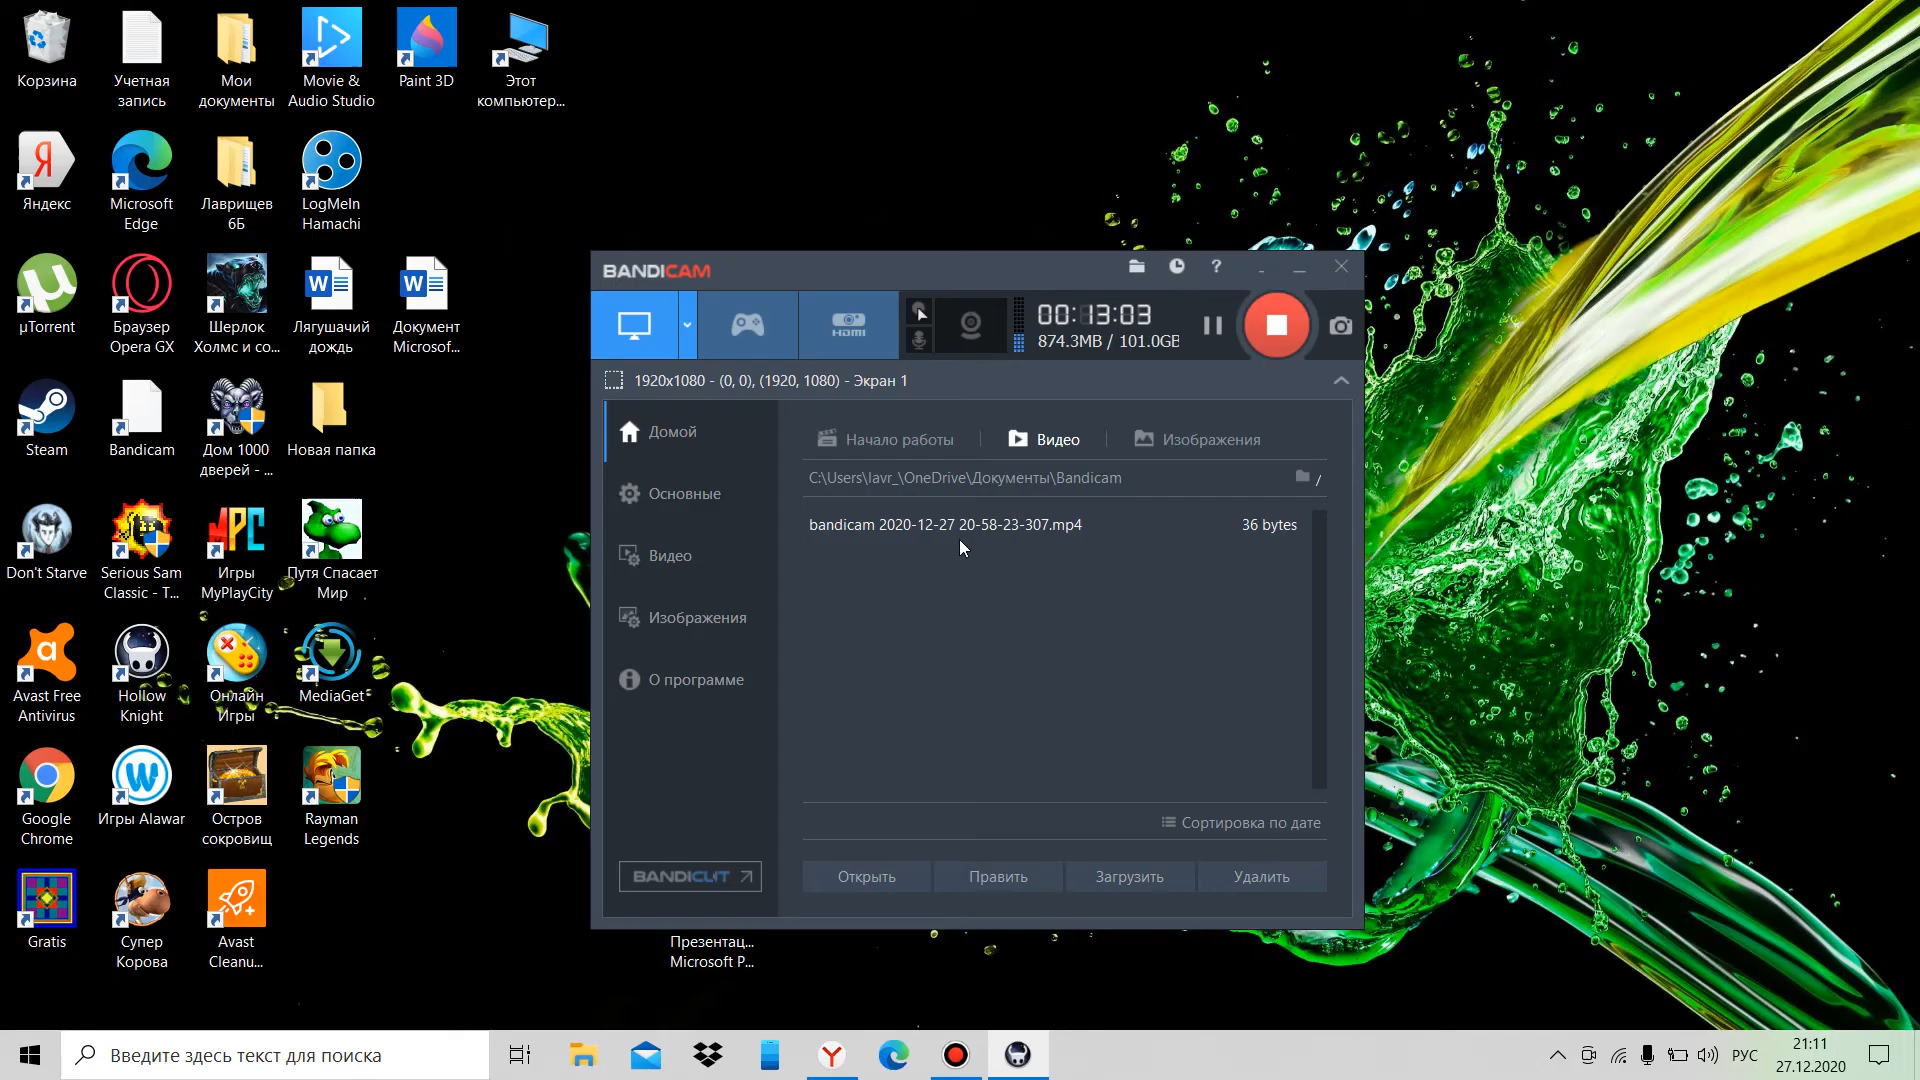 Корзина
Учетная
запись
Мои
документы
Movie &
Audio Studio
Paint 3D
Этот
компьютер...
Яндекс
Microsoft
Edge
Лаврищев
6Б
LogMeIn
Hamachi
µTorrent
Браузер
Opera GX
Шерлок
Холмс и со...
Лягушачий
дождь
Документ
Microsof...
Steam
Bandicam
Дом 1000
дверей - ...
Новая папка
Don't Starve
Serious Sam
Classic - T...
Игры
MyPlayCity
Путя Спасает
Мир
Avast Free
Antivirus
Hollow
Knight
Онлайн
Игры
MediaGet
Google
Chrome
Игры Alawar
Остров
сокровищ
Rayman
Legends
Gratis
Супер
Корова
Avast
Cleanu...
Презентац...
Microsoft P...
BANDICAM
?
HDMI
00:13:03
874.3MB / 101.0GB
1920x1080 - (0, 0), (1920, 1080) - Экран 1
Домой
Основные
Видео
Изображения
О программе
BANDICUT
Начало работы
Видео
Изображения
C:\Users\lavr_\OneDrive\Документы\Bandicam
/
bandicam 2020-12-27 20-58-23-307.mp4
36 bytes
Сортировка по дате
Открыть
Править
Загрузить
Удалить
Введите здесь текст для поиска
РУС
21:11
27.12.2020